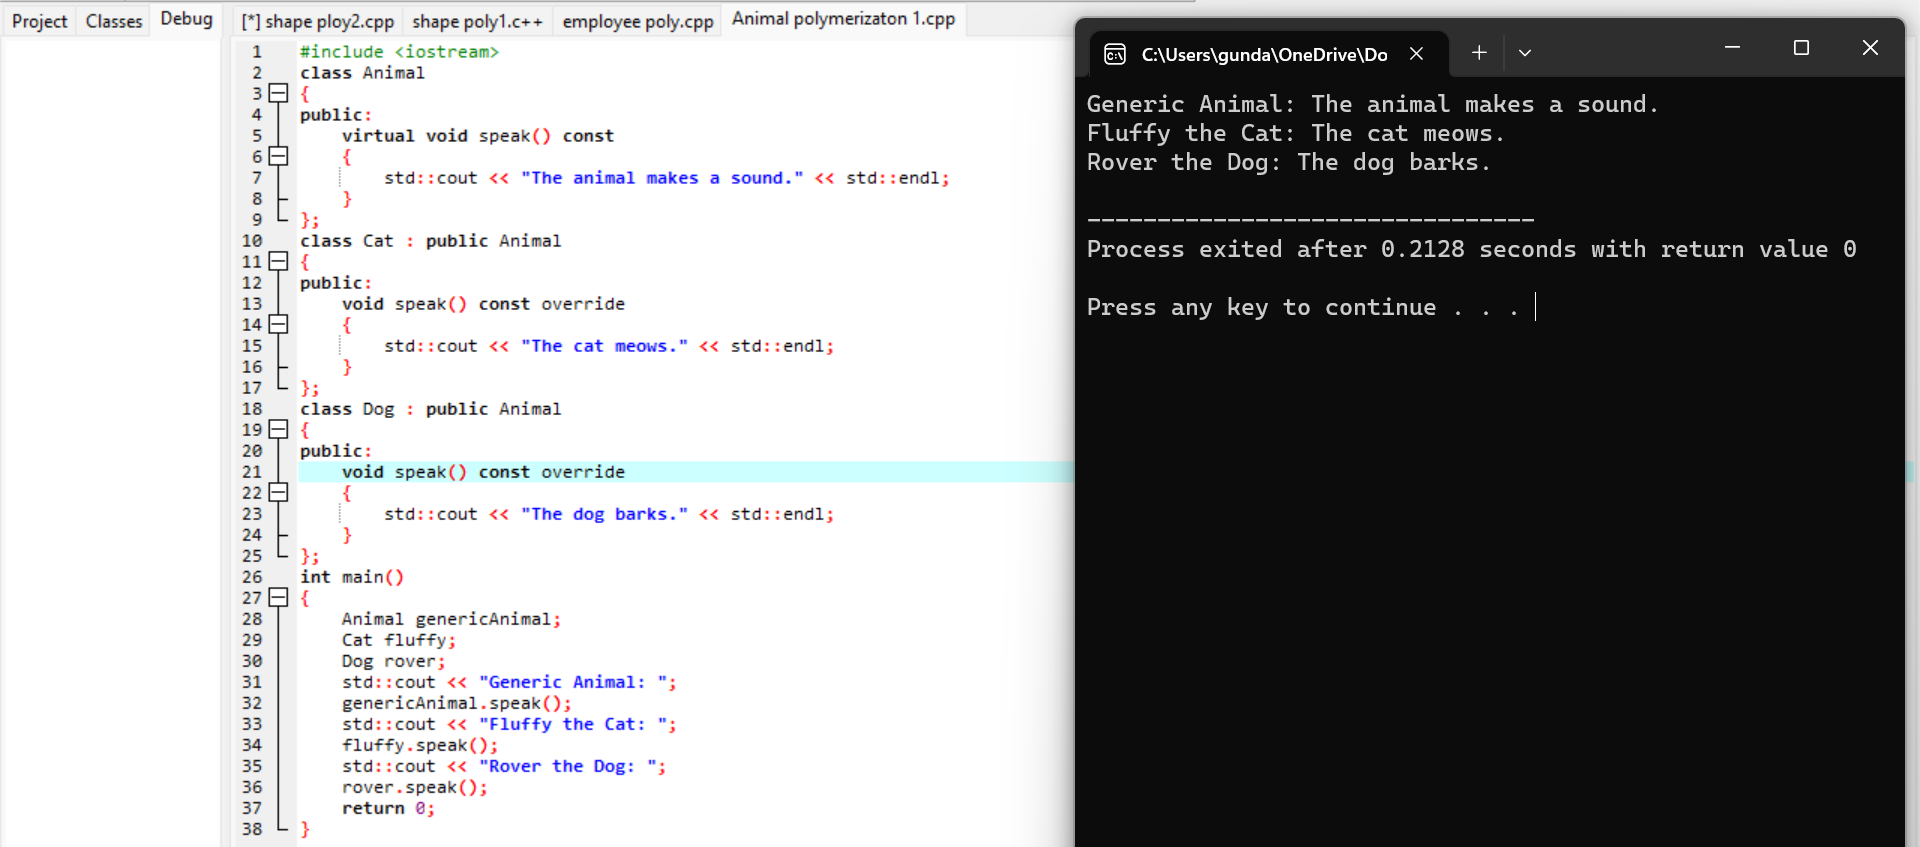 Project Classes Debug [*] shape ploy2.cpp shape poly1.c++ employee poly.cpp Animal polymerizaton 1.cpp
1 #include <iostream>
2 class Animal
3 {
4 public:
5     virtual void speak() const
6     {
7         std::cout << "The animal makes a sound." << std::endl;
8     }
9 };
10 class Cat : public Animal
11 {
12 public:
13     void speak() const override
14     {
15         std::cout << "The cat meows." << std::endl;
16     }
17 };
18 class Dog : public Animal
19 {
20 public:
21     void speak() const override
22     {
23         std::cout << "The dog barks." << std::endl;
24     }
25 };
26 int main()
27 {
28     Animal genericAnimal;
29     Cat fluffy;
30     Dog rover;
31     std::cout << "Generic Animal: ";
32     genericAnimal.speak();
33     std::cout << "Fluffy the Cat: ";
34     fluffy.speak();
35     std::cout << "Rover the Dog: ";
36     rover.speak();
37     return 0;
38 }
C:\Users\gunda\OneDrive\Do
Generic Animal: The animal makes a sound.
Fluffy the Cat: The cat meows.
Rover the Dog: The dog barks.
--------------------------------
Process exited after 0.2128 seconds with return value 0
Press any key to continue . . .